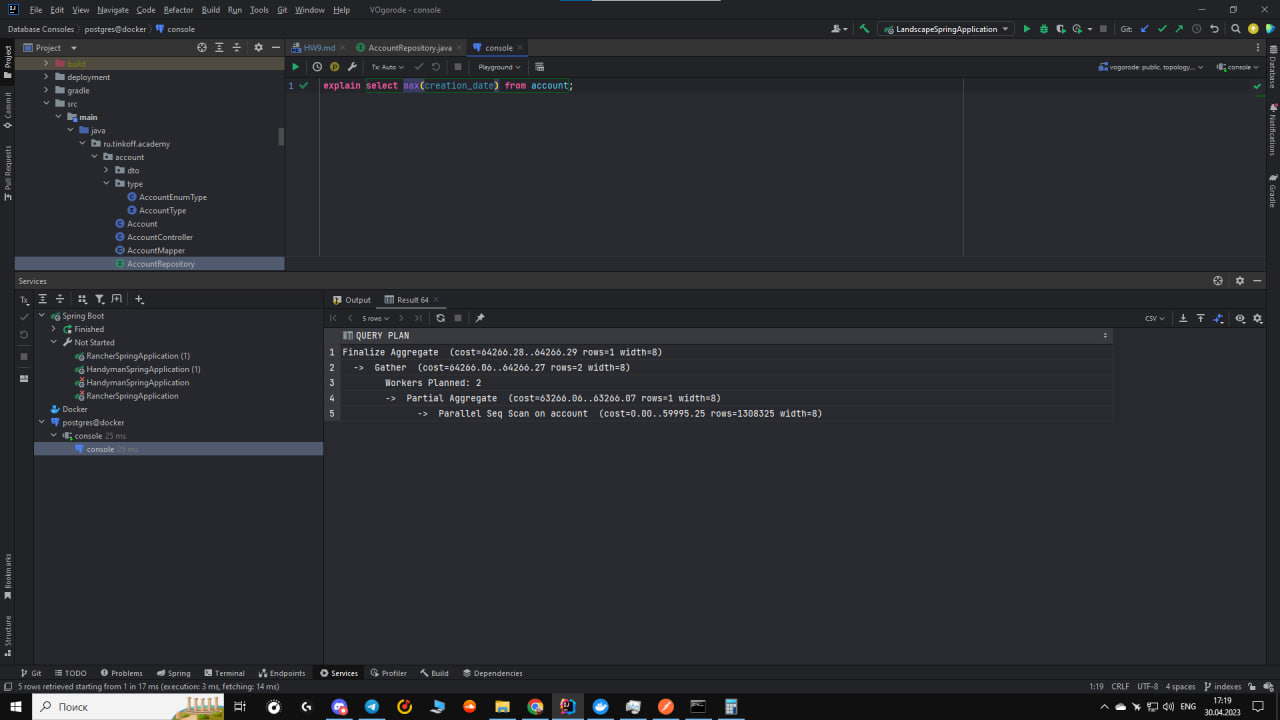 File Edit View Navigate Code Refactor Build Run Tools Git Window Help VOgorode - console
Database Consoles postgres@docker console
LandscapeSpringApplication
Git:
Project
HW9.md AccountRepository.java console
Tx: Auto Playground
vogorode: public, topology... console
build
deployment
gradle
src
main
java
ru.tinkoff.academy
account
dto
type
AccountEnumType
AccountType
Account
AccountController
AccountMapper
AccountRepository
1 explain select max(creation_date) from account;
Project
Commit
Pull Requests
Bookmarks
Structure
Database
Notifications
Gradle
Services
Tx
Spring Boot
Finished
Not Started
RancherSpringApplication (1)
HandymanSpringApplication (1)
HandymanSpringApplication
RancherSpringApplication
Docker
postgres@docker
console 25 ms
console 25 ms
Output Result 64
5 rows
CSV
QUERY PLAN
1 Finalize Aggregate (cost=64266.28..64266.29 rows=1 width=8)
2 -> Gather (cost=64266.06..64266.27 rows=2 width=8)
3 Workers Planned: 2
4 -> Partial Aggregate (cost=63266.06..63266.07 rows=1 width=8)
5 -> Parallel Seq Scan on account (cost=0.00..59995.25 rows=1308325 width=8)
Git TODO Problems Spring Terminal Endpoints Services Profiler Build Dependencies
5 rows retrieved starting from 1 in 17 ms (execution: 3 ms, fetching: 14 ms)
1:19 CRLF UTF-8 4 spaces indexes
Поиск
ENG
17:19
30.04.2023